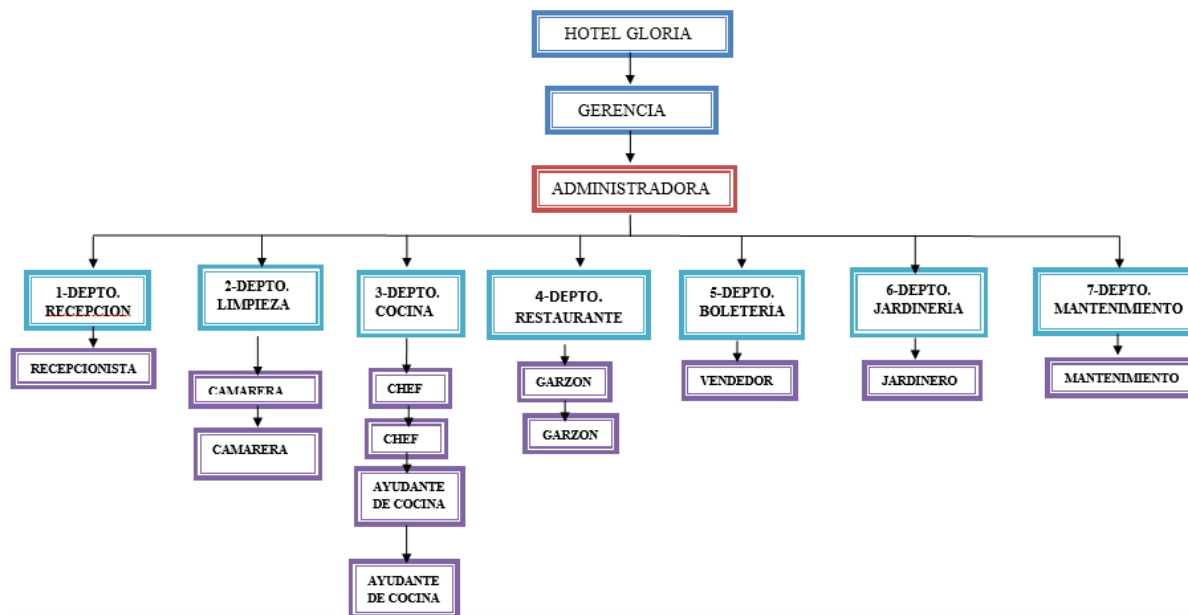 HOTEL GLORIA
GERENCIA
ADMINISTRADORA
1-DEPTO.
RECEPCION
2-DEPTO.
LIMPIEZA
3-DEPTO.
COCINA
4-DEPTO.
RESTAURANTE
5-DEPTO.
BOLETERÌA
6-DEPTO.
JARDINERÌA
7-DEPTO.
MANTENIMIENTO
RECEPCIONISTA
CAMARERA
CAMARERA
CHEF
CHEF
AYUDANTE
DE COCINA
AYUDANTE
DE COCINA
GARZON
GARZON
VENDEDOR
JARDINERO
MANTENIMIENTO